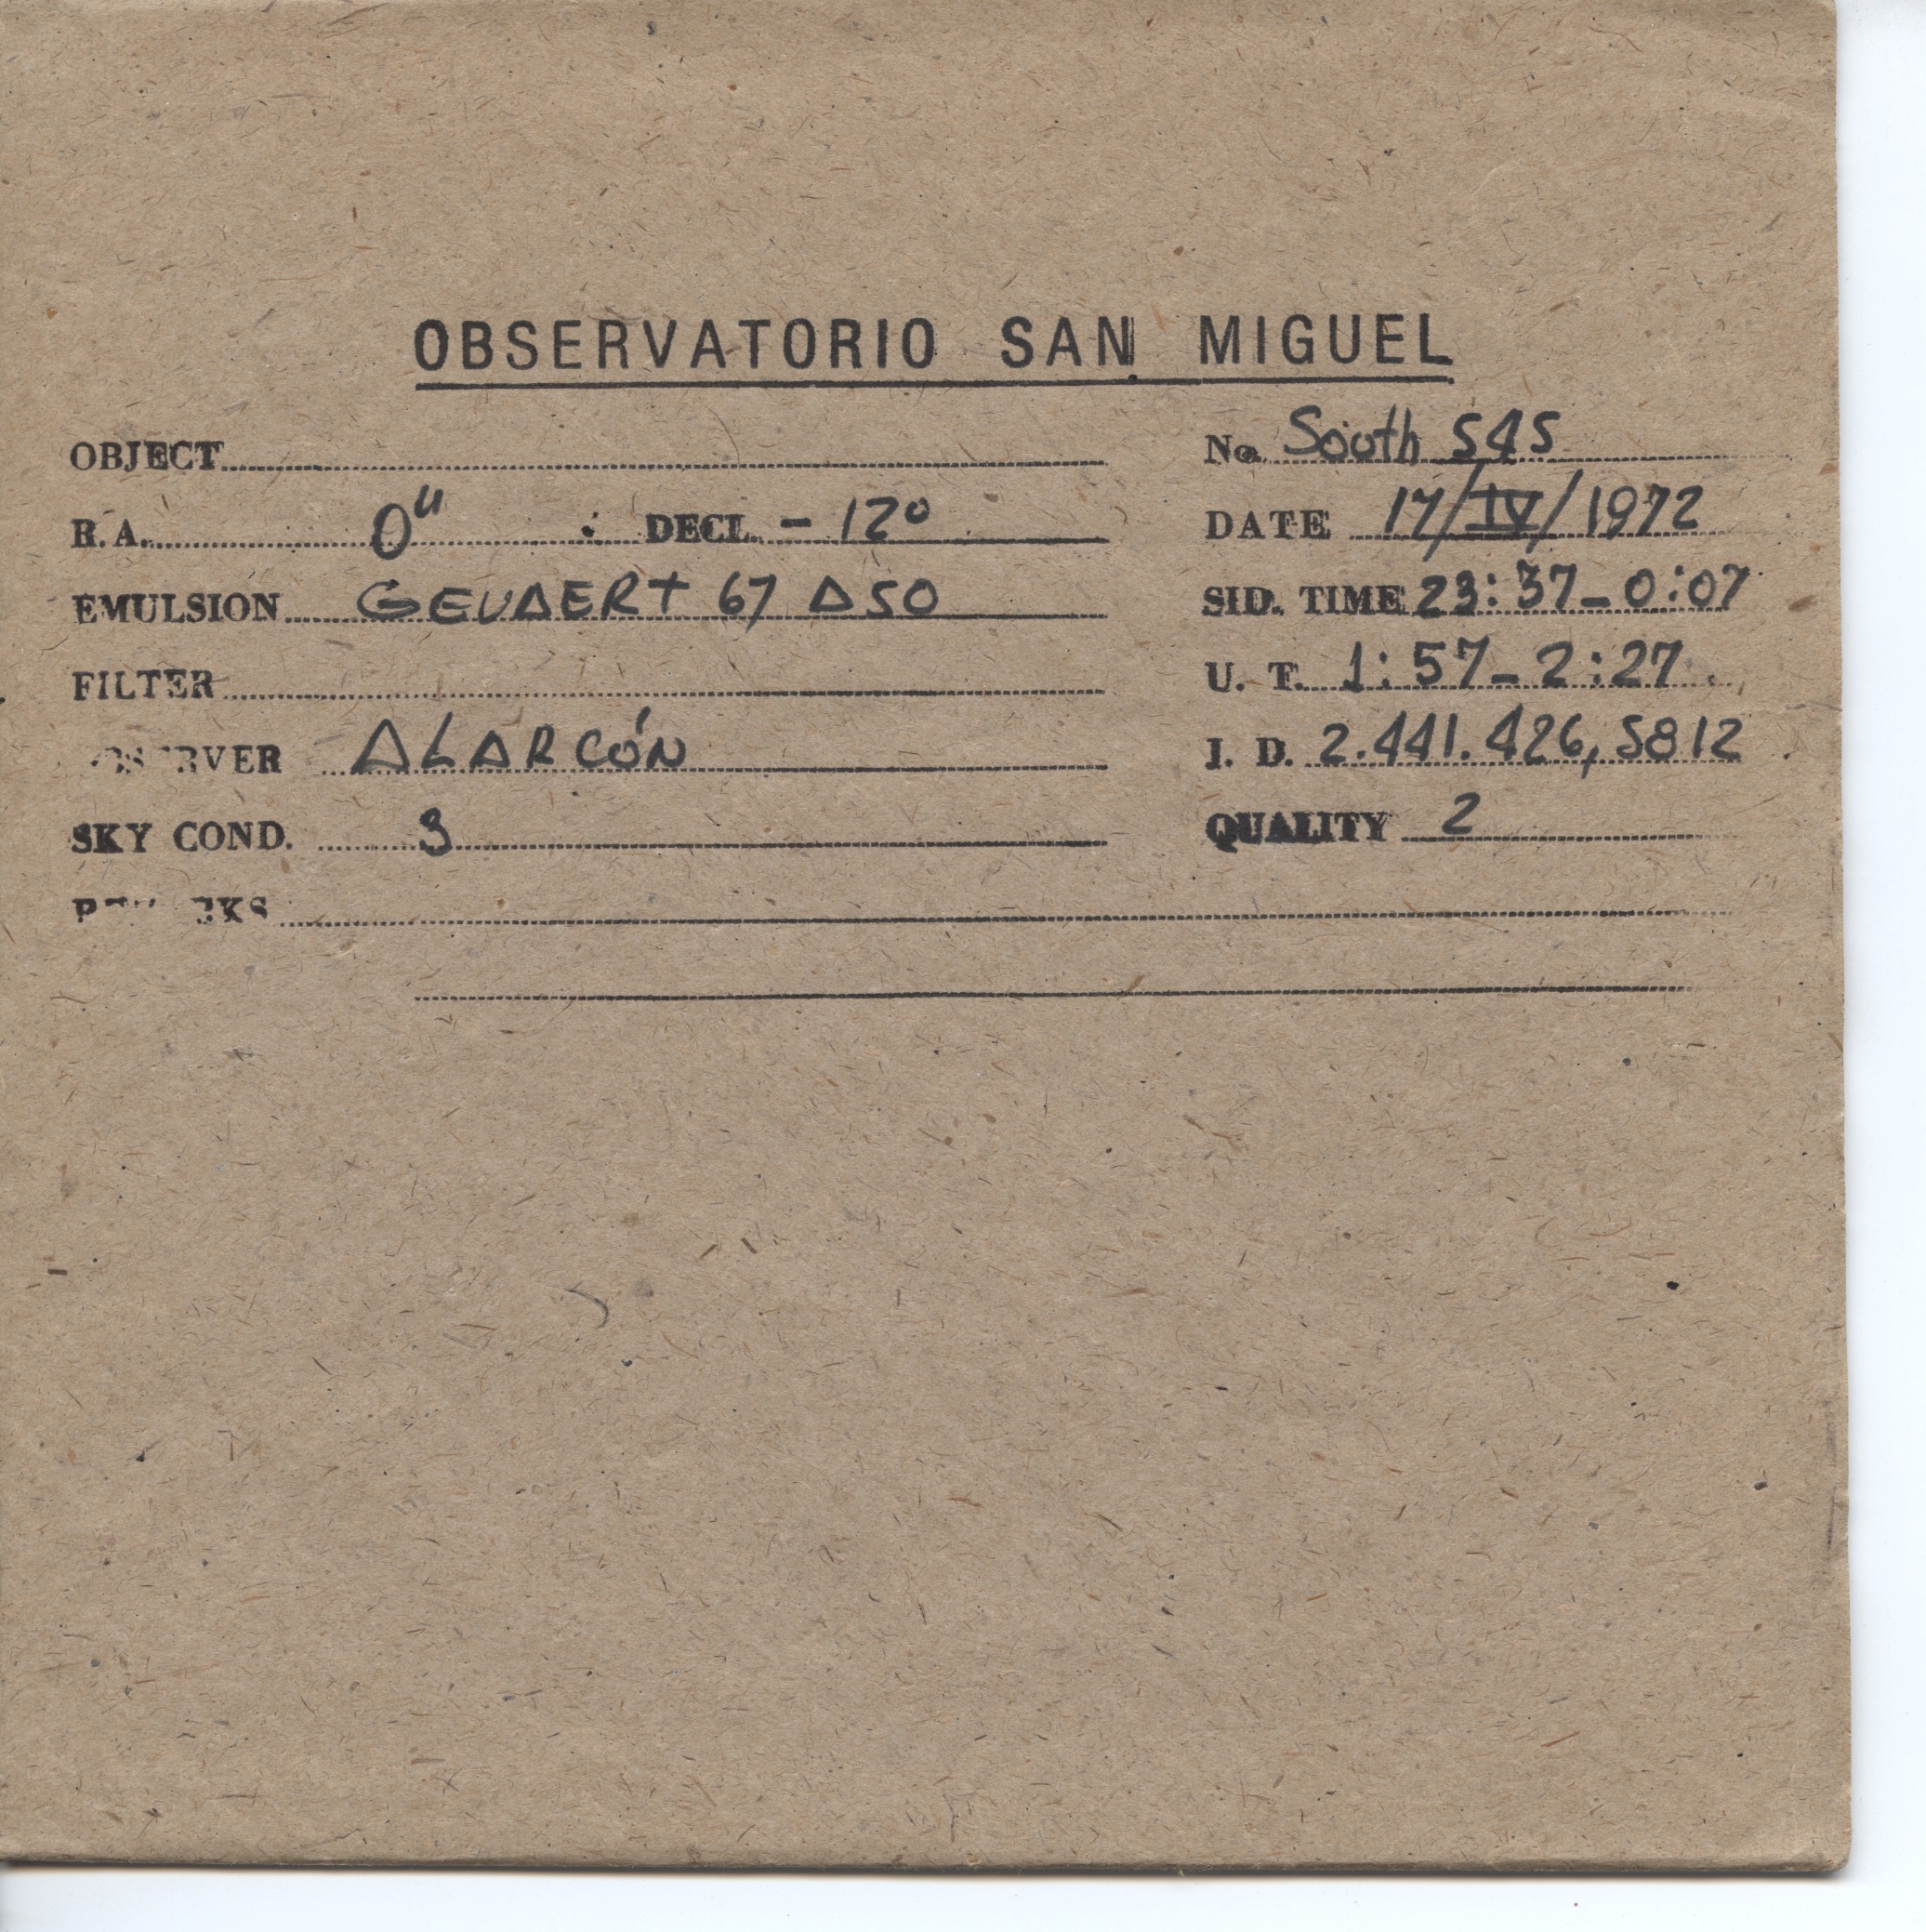 OBSERVATORIO SAN MIGUEL
OBJECT
No. South 545
R.A. 0ʰ : DECL. - 12°
DATE 17/IV/1972
EMULSION GEVAERT 67 A50
SID. TIME 23:37-0:07
FILTER
U. T. 1:57-2:27
OBSERVER ALARCÓN
J. D. 2.441.426,5812
SKY COND. 3
QUALITY 2
REMARKS